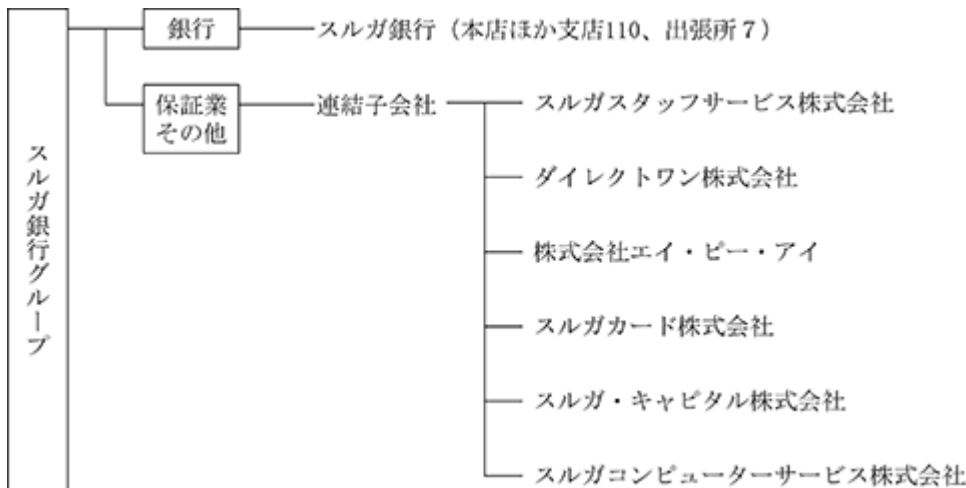 スルガ銀行グループ
銀行
スルガ銀行（本店ほか支店110、出張所７）
保証業
その他
連結子会社
スルガスタッフサービス株式会社
ダイレクトワン株式会社
株式会社エイ・ピー・アイ
スルガカード株式会社
スルガ・キャピタル株式会社
スルガコンピューターサービス株式会社